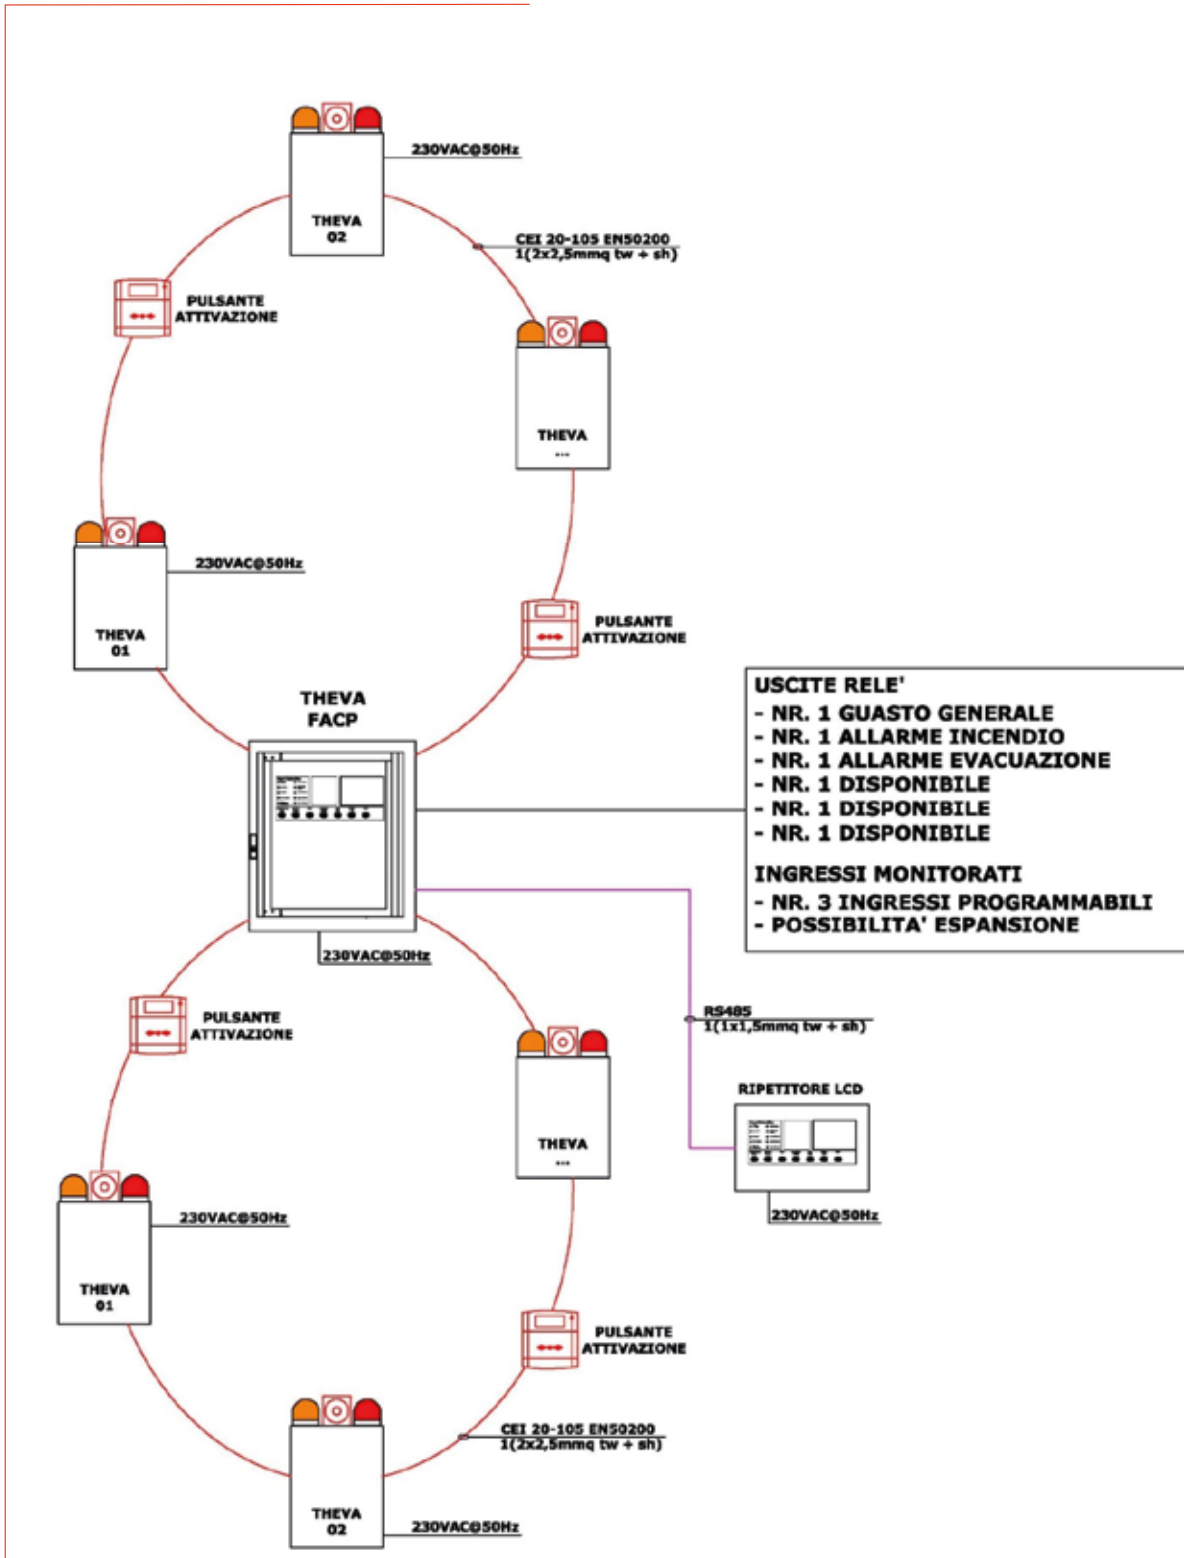 230VAC@50Hz
THEVA
02
CEI 20-105 EN50200
1(2x2,5mmq tw + sh)
PULSANTE
ATTIVAZIONE
THEVA
...
230VAC@50Hz
THEVA
01
PULSANTE
ATTIVAZIONE
THEVA
FACP
USCITE RELE'
- NR. 1 GUASTO GENERALE
- NR. 1 ALLARME INCENDIO
- NR. 1 ALLARME EVACUAZIONE
- NR. 1 DISPONIBILE
- NR. 1 DISPONIBILE
- NR. 1 DISPONIBILE
INGRESSI MONITORATI
- NR. 3 INGRESSI PROGRAMMABILI
- POSSIBILITA' ESPANSIONE
230VAC@50Hz
PULSANTE
ATTIVAZIONE
RS485
1(1x1,5mmq tw + sh)
RIPETITORE LCD
THEVA
...
230VAC@50Hz
230VAC@50Hz
THEVA
01
PULSANTE
ATTIVAZIONE
CEI 20-105 EN50200
1(2x2,5mmq tw + sh)
THEVA
02
230VAC@50Hz